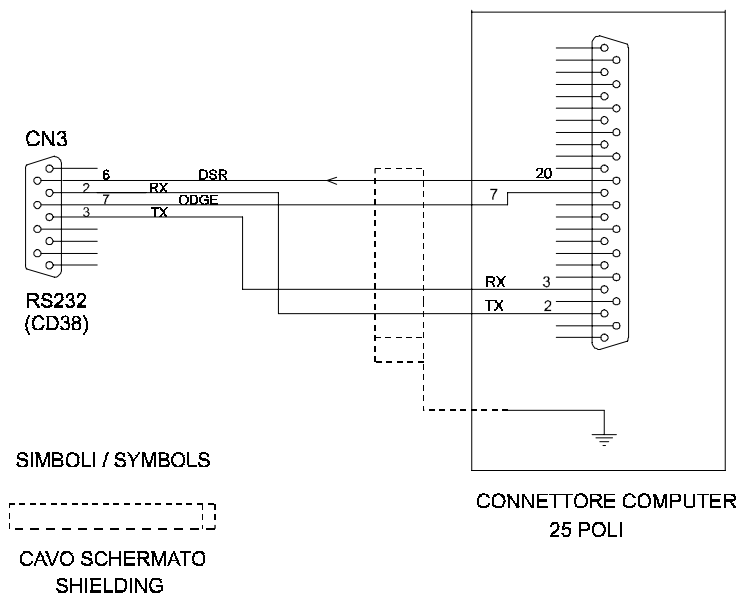 CN3
6 DSR 20
2 RX
7 ODGE 7
3 TX
RX 3
TX 2
RS232
(CD38)
SIMBOLI / SYMBOLS
CAVO SCHERMATO
SHIELDING
CONNETTORE COMPUTER
25 POLI